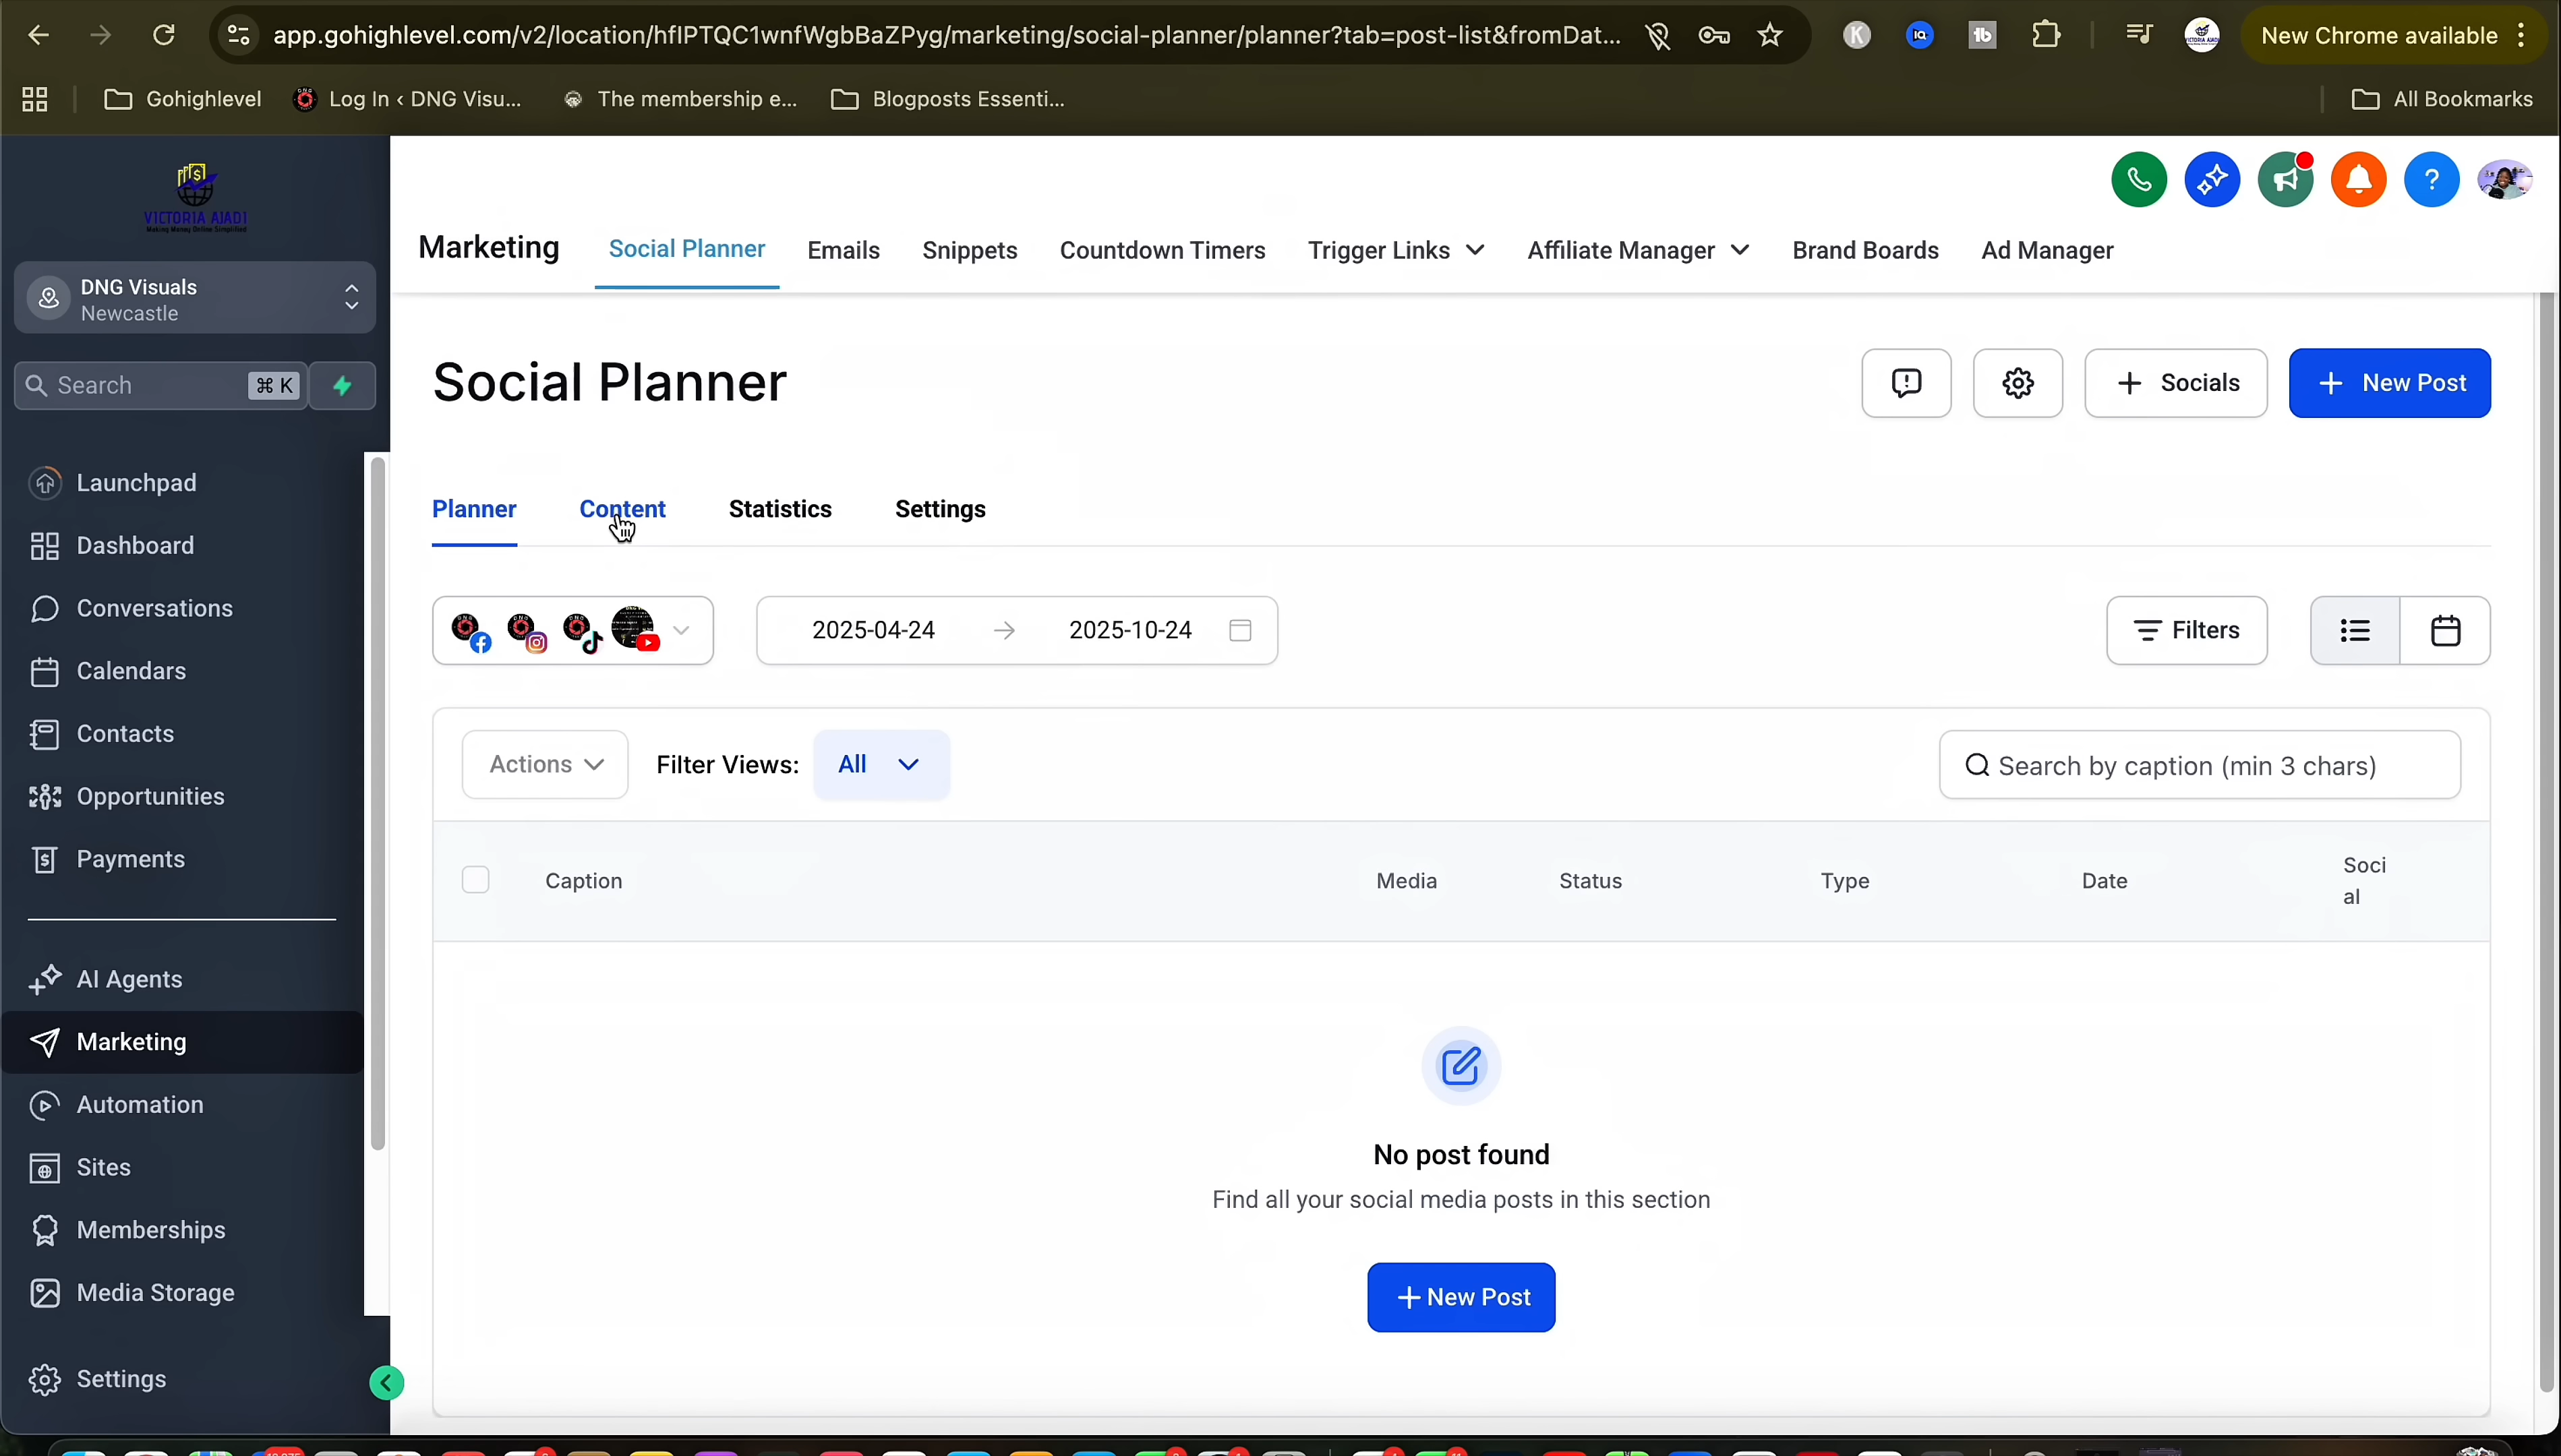 app.gohighlevel.com/v2/location/hfIPTQC1wnfWgbBaZPyg/marketing/social-planner/planner?tab=post-list&fromDat...
New Chrome available
Gohighlevel
Log In < DNG Visu...
The membership e...
Blogposts Essenti...
All Bookmarks
VICTORIA AJADI
Making Money Online Simplified
DNG Visuals
Newcastle
Search
⌘ K
Launchpad
Dashboard
Conversations
Calendars
Contacts
Opportunities
Payments
AI Agents
Marketing
Automation
Sites
Memberships
Media Storage
Settings
Marketing
Social Planner
Emails
Snippets
Countdown Timers
Trigger Links
Affiliate Manager
Brand Boards
Ad Manager
Social Planner
+ Socials
+ New Post
Planner
Content
Statistics
Settings
2025-04-24 → 2025-10-24
Filters
Actions
Filter Views:
All
Search by caption (min 3 chars)
Caption
Media
Status
Type
Date
Soci
al
No post found
Find all your social media posts in this section
+ New Post